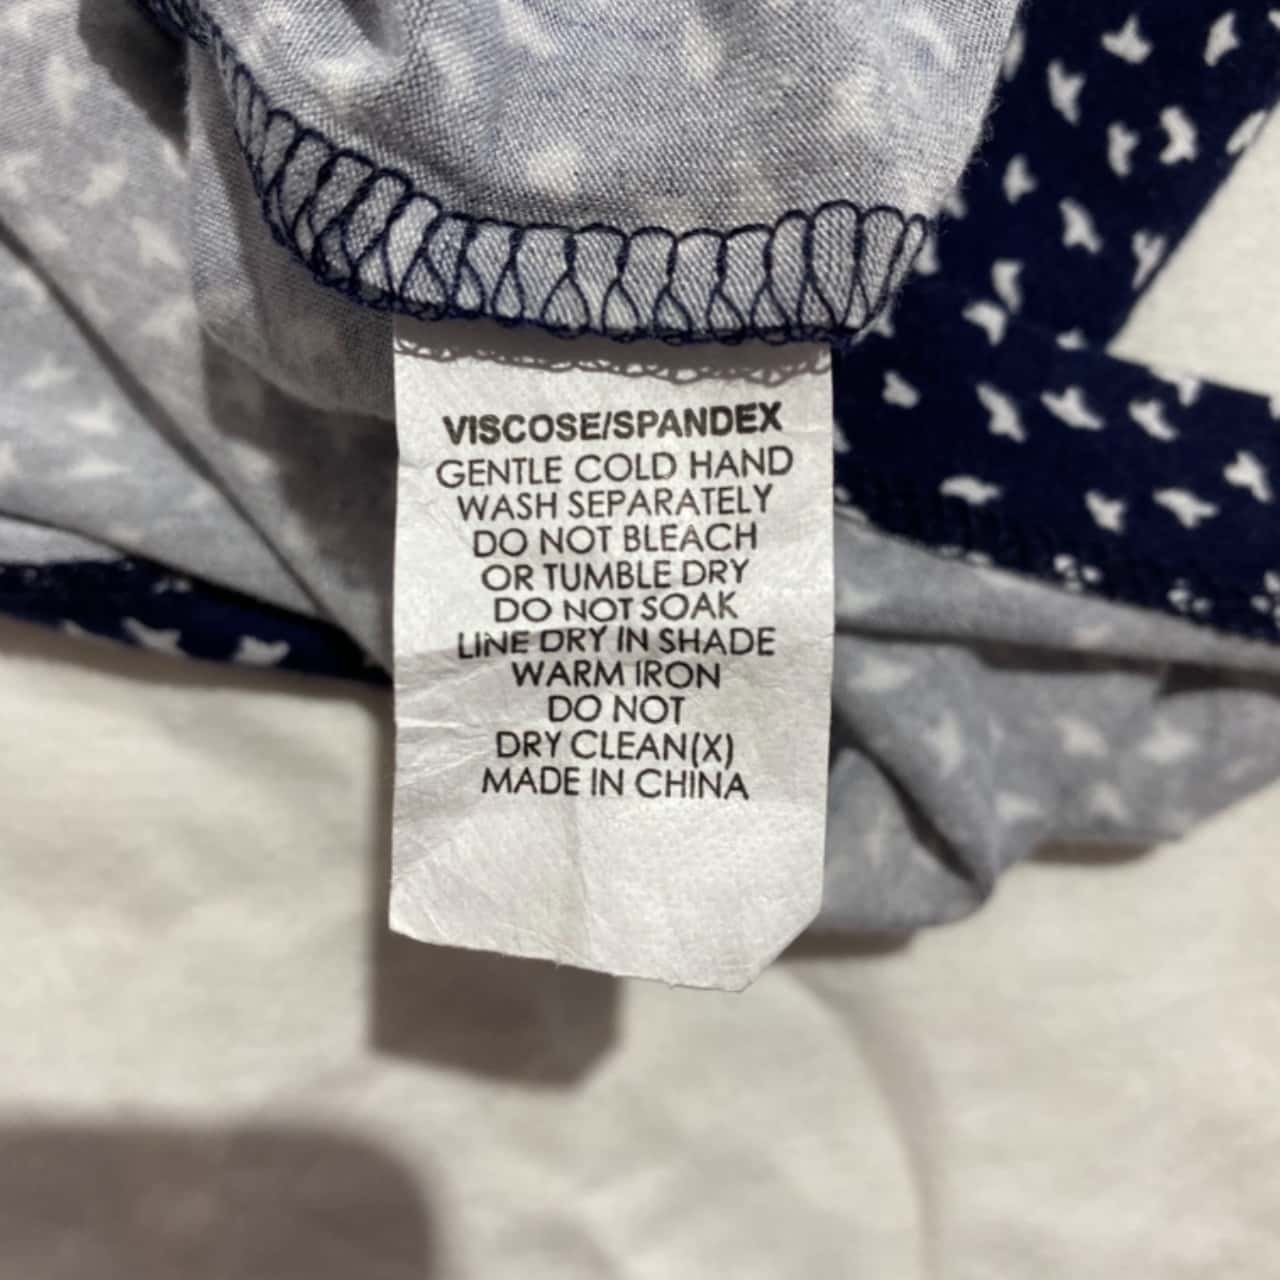 VISCOSE/SPANDEX
GENTLE COLD HAND
WASH SEPARATELY
DO NOT BLEACH
OR TUMBLE DRY
DO NOT SOAK
LINE DRY IN SHADE
WARM IRON
DO NOT
DRY CLEAN(X)
MADE IN CHINA